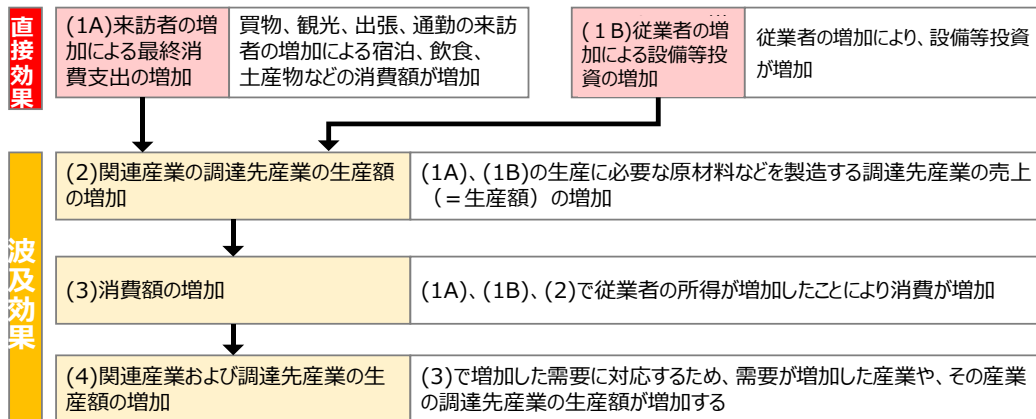 直接効果
(1A)来訪者の増
加による最終消
費支出の増加
買物、観光、出張、通勤の来訪
者の増加による宿泊、飲食、
土産物などの消費額が増加
(1B)従業者の増
加による設備等投
資の増加
従業者の増加により、設備等投資
が増加
波及効果
(2)関連産業の調達先産業の生産額
の増加
(1A)、(1B)の生産に必要な原材料などを製造する調達先産業の売上
(=生産額)の増加
(3)消費額の増加
(1A)、(1B)、(2)で従業者の所得が増加したことにより消費が増加
(4)関連産業および調達先産業の生
産額の増加
(3)で増加した需要に対応するため、需要が増加した産業や、その産業
の調達先産業の生産額が増加する